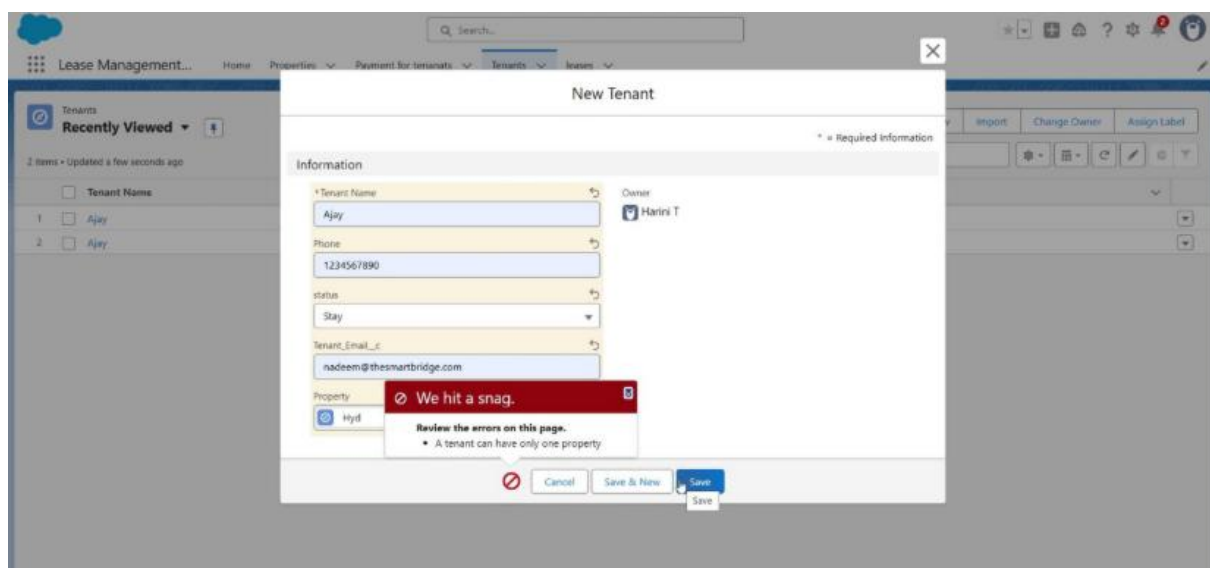 Search...
Lease Management... Home Properties Payment for tenanats Tenants leases
Tenants
Recently Viewed
Import Change Owner Assign Label
2 items • Updated a few seconds ago
Tenant Name
1 Ajay
2 Ajay
New Tenant
* = Required Information
Information
*Tenant Name
Ajay
Owner
Harini T
Phone
1234567890
status
Stay
Tenant_Email__c
nadeem@thesmartbridge.com
Property
Hyd
We hit a snag.
Review the errors on this page.
• A tenant can have only one property
Cancel Save & New Save
Save